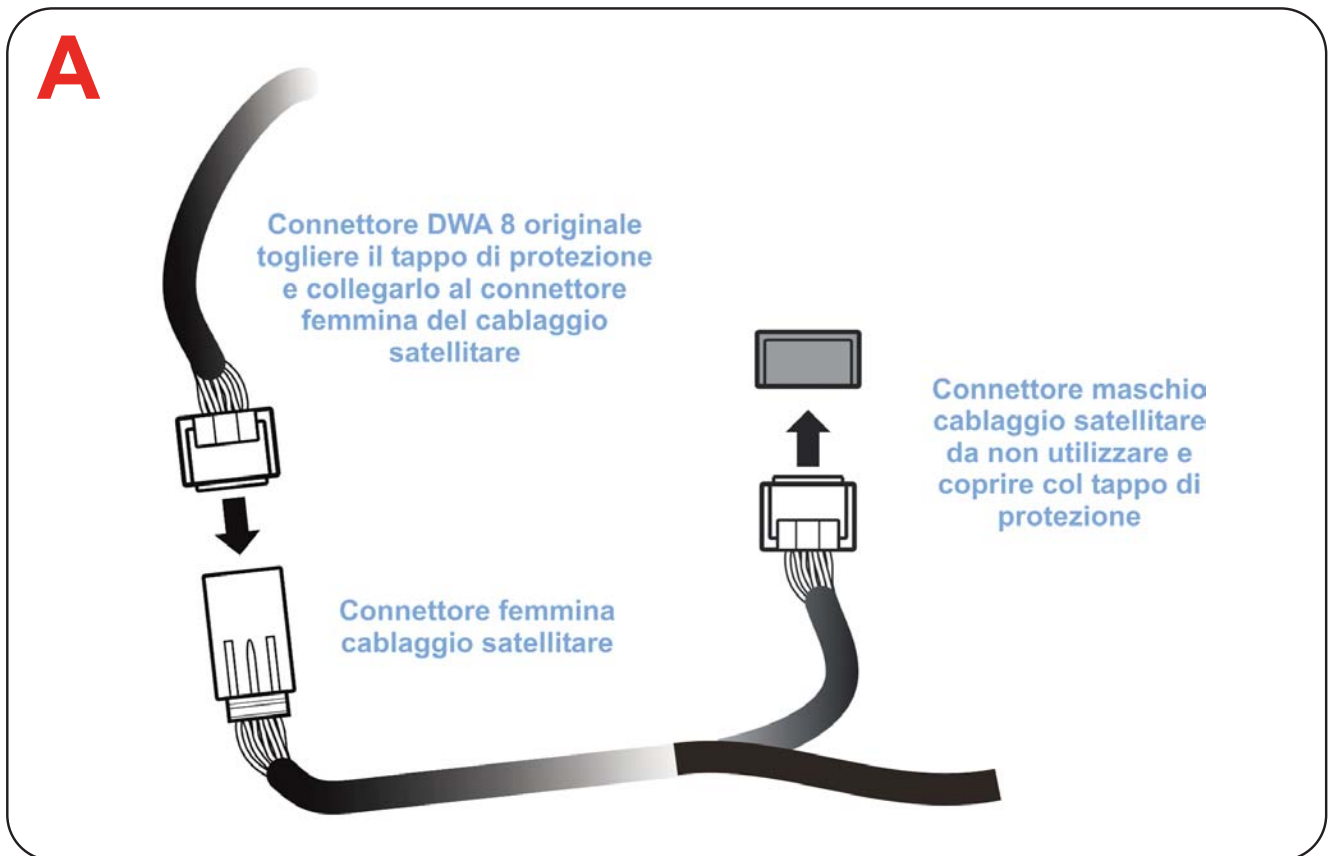 A
Connettore DWA 8 originale
togliere il tappo di protezione
e collegarlo al connettore
femmina del cablaggio
satellitare
Connettore maschio
cablaggio satellitare
da non utilizzare e
coprire col tappo di
protezione
Connettore femmina
cablaggio satellitare